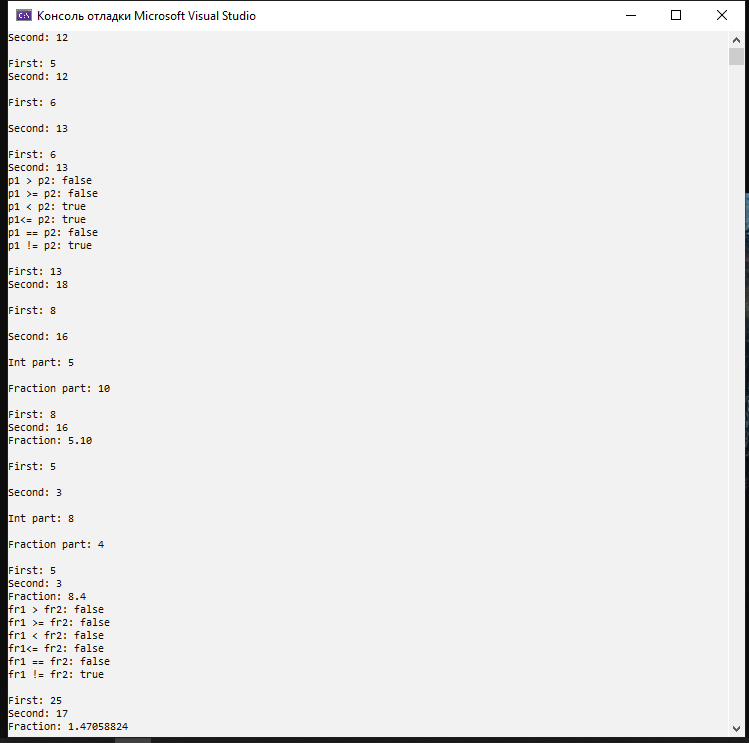 Консоль отладки Microsoft Visual Studio
Second: 12
First: 5
Second: 12
First: 6
Second: 13
First: 6
Second: 13
p1 > p2: false
p1 >= p2: false
p1 < p2: true
p1<= p2: true
p1 == p2: false
p1 != p2: true
First: 13
Second: 18
First: 8
Second: 16
Int part: 5
Fraction part: 10
First: 8
Second: 16
Fraction: 5.10
First: 5
Second: 3
Int part: 8
Fraction part: 4
First: 5
Second: 3
Fraction: 8.4
fr1 > fr2: false
fr1 >= fr2: false
fr1 < fr2: false
fr1<= fr2: false
fr1 == fr2: false
fr1 != fr2: true
First: 25
Second: 17
Fraction: 1.47058824